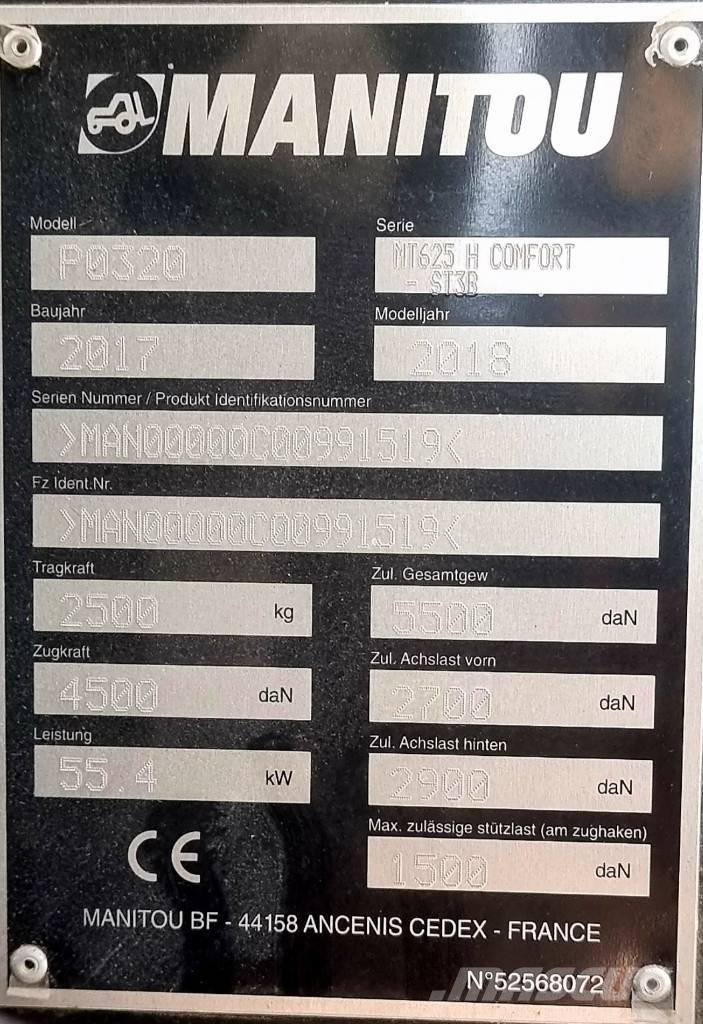 MANITOU
Modell
P0320
Serie
MT625 H COMFORT
- ST3B
Baujahr
2017
Modelljahr
2018
Serien Nummer / Produkt Identifikationsnummer
>MAN00000C00991519<
Fz Ident.Nr.
>MAN00000C00991519<
Tragkraft
2500 kg
Zul. Gesamtgew
5500 daN
Zugkraft
4500 daN
Zul. Achslast vorn
2700 daN
Leistung
55.4 kW
Zul. Achslast hinten
2900 daN
Max. zulässige stützlast (am zughaken)
1500 daN
CE
MANITOU BF - 44158 ANCENIS CEDEX - FRANCE
N°52568072